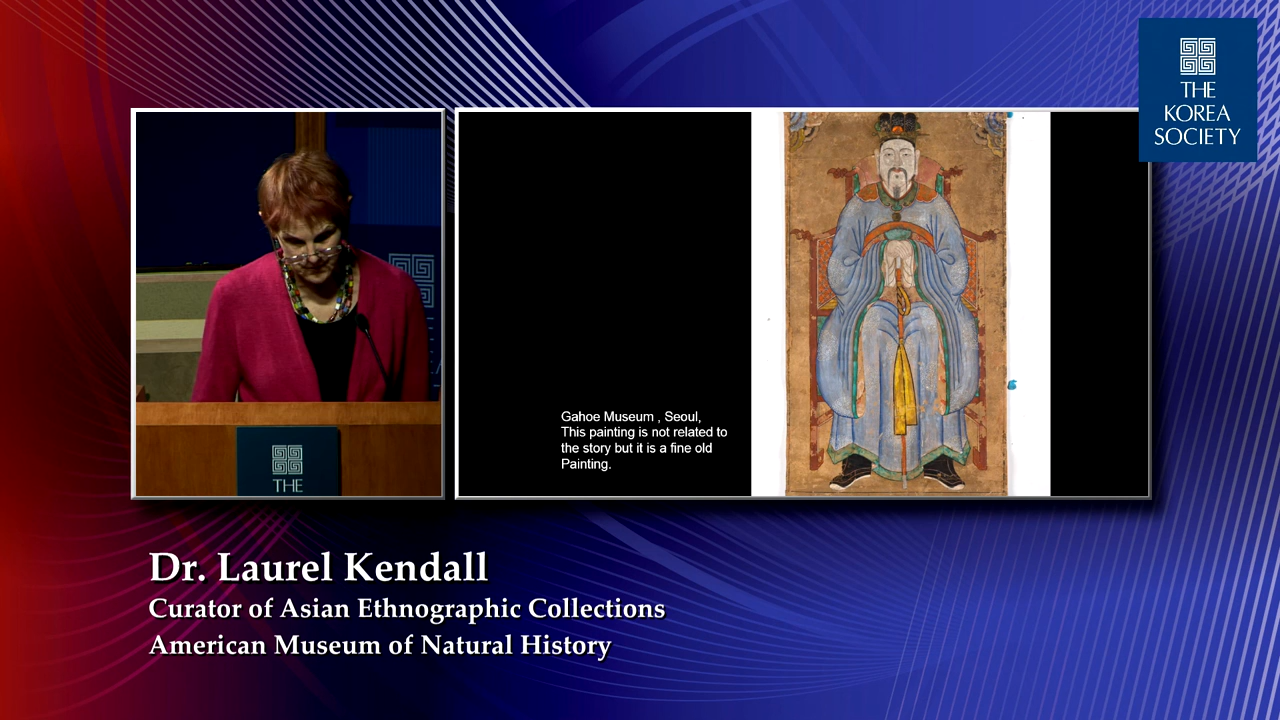 THE
KOREA
SOCIETY
THE
Gahoe Museum , Seoul,
This painting is not related to
the story but it is a fine old
Painting.
Dr. Laurel Kendall
Curator of Asian Ethnographic Collections
American Museum of Natural History